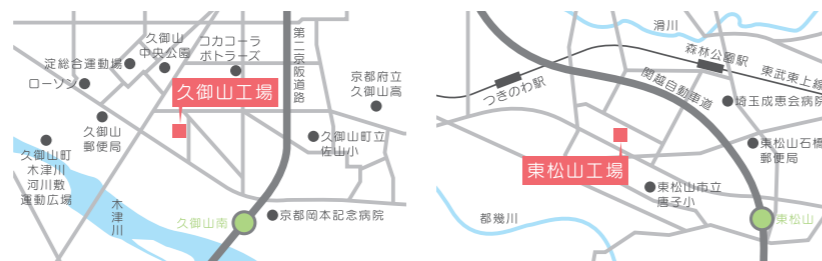 久御山
中央公園
淀総合運動場
ローソン
コカコーラ
ボトラーズ
第二京阪道路
久御山工場
京都府立
久御山高
久御山
郵便局
久御山町立
佐山小
久御山町
木津川
河川敷
運動広場
木津川
久御山南
京都岡本記念病院
滑川
森林公園駅
東武東上線
つきのわ駅
関越自動車道
埼玉成恵会病院
東松山石橋
郵便局
東松山工場
東松山市立
唐子小
都幾川
東松山